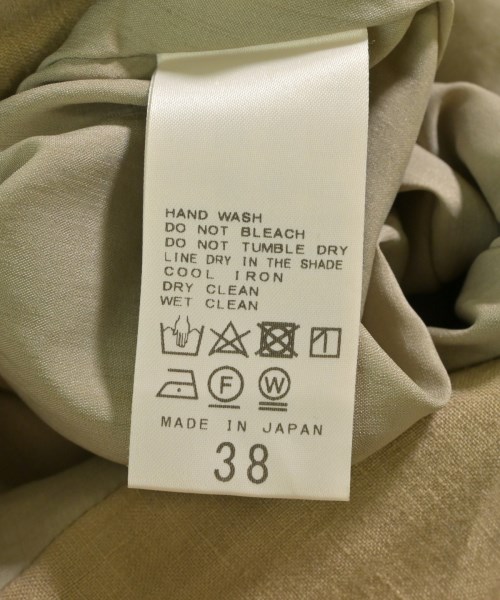 HAND WASH
DO NOT BLEACH
DO NOT TUMBLE DRY
LINE DRY IN THE SHADE
COOL IRON
DRY CLEAN
WET CLEAN
F W
MADE IN JAPAN
38